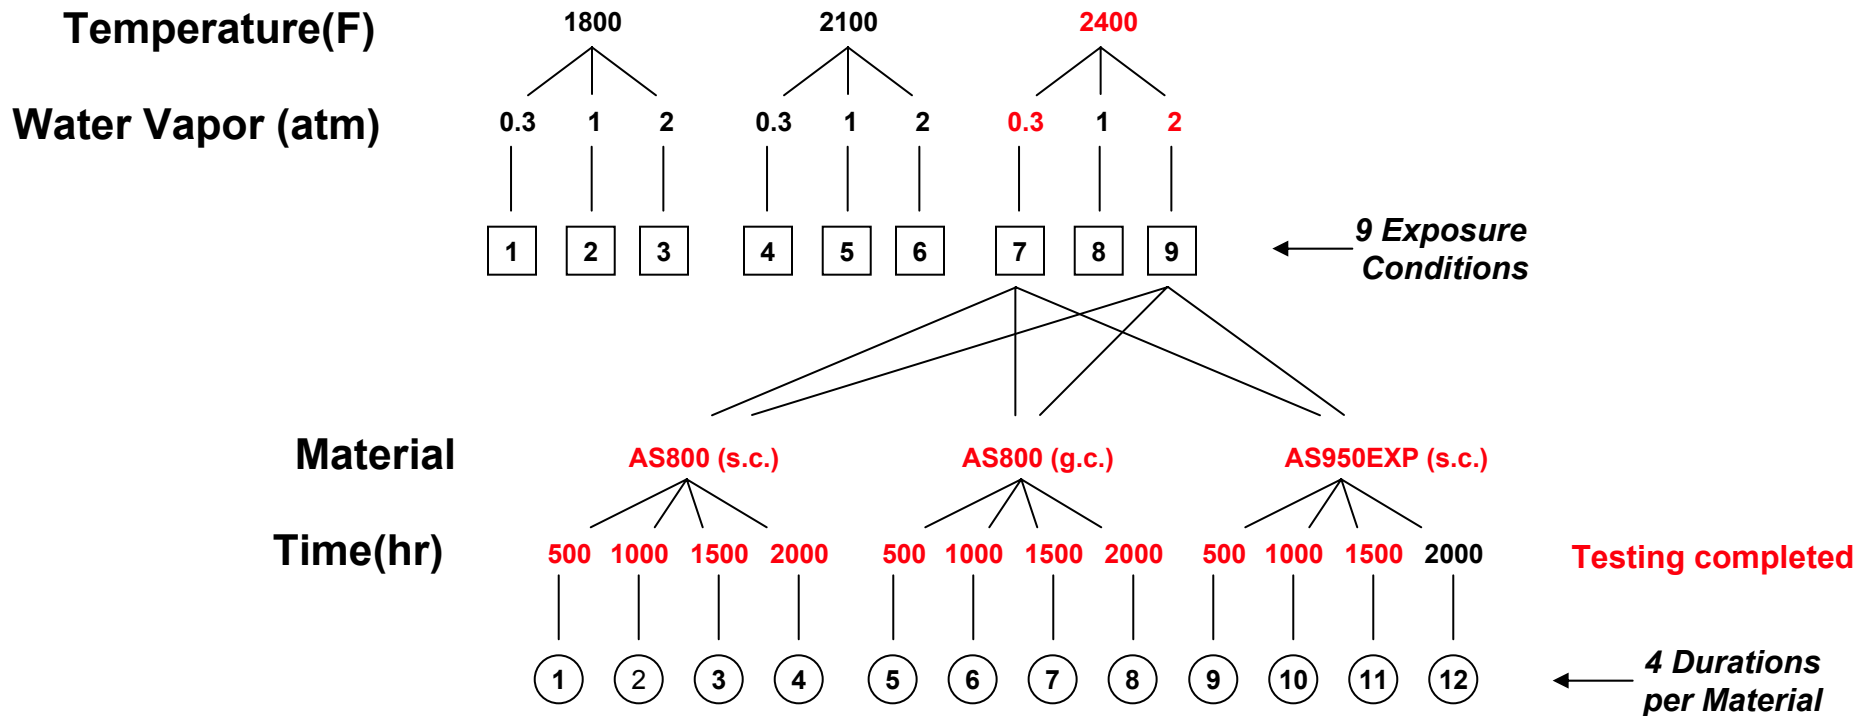 Temperature(F) 1800 2100 2400
Water Vapor (atm) 0.3 1 2 0.3 1 2 0.3 1 2
1 2 3 4 5 6 7 8 9
9 Exposure
Conditions
Material AS800 (s.c.) AS800 (g.c.) AS950EXP (s.c.)
Time(hr) 500 1000 1500 2000 500 1000 1500 2000 500 1000 1500 2000 Testing completed
1 2 3 4 5 6 7 8 9 10 11 12
4 Durations
per Material